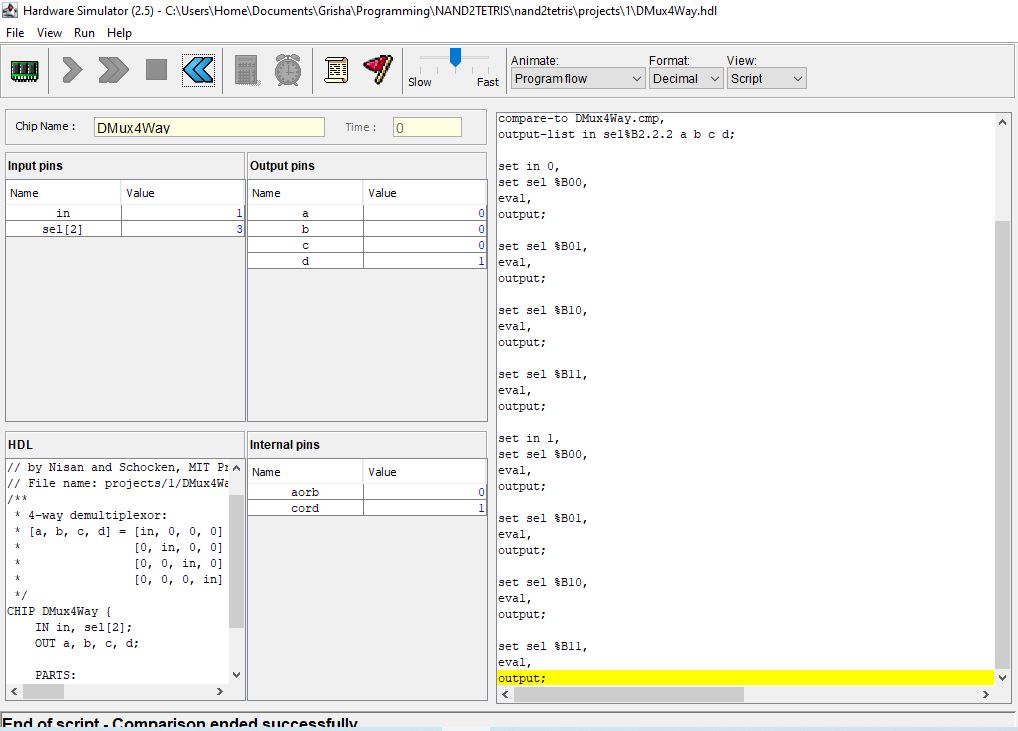 Hardware Simulator (2.5) - C:\Users\Home\Documents\Grisha\Programming\NAND2TETRIS\nand2tetris\projects\1\DMux4Way.hdl
File View Run Help
Slow Fast
Animate: Format: View:
Program flow Decimal Script
Chip Name : DMux4Way Time : 0
Input pins
Name Value
in 1
sel[2] 3
Output pins
Name Value
a 0
b 0
c 0
d 1
HDL
// by Nisan and Schocken, MIT Pr
// File name: projects/1/DMux4Wa
/**
* 4-way demultiplexor:
* [a, b, c, d] = [in, 0, 0, 0]
* [0, in, 0, 0]
* [0, 0, in, 0]
* [0, 0, 0, in]
*/
CHIP DMux4Way {
IN in, sel[2];
OUT a, b, c, d;
PARTS:
Internal pins
Name Value
aorb 0
cord 1
compare-to DMux4Way.cmp,
output-list in sel%B2.2.2 a b c d;
set in 0,
set sel %B00,
eval,
output;
set sel %B01,
eval,
output;
set sel %B10,
eval,
output;
set sel %B11,
eval,
output;
set in 1,
set sel %B00,
eval,
output;
set sel %B01,
eval,
output;
set sel %B10,
eval,
output;
set sel %B11,
eval,
output;
End of script - Comparison ended successfully